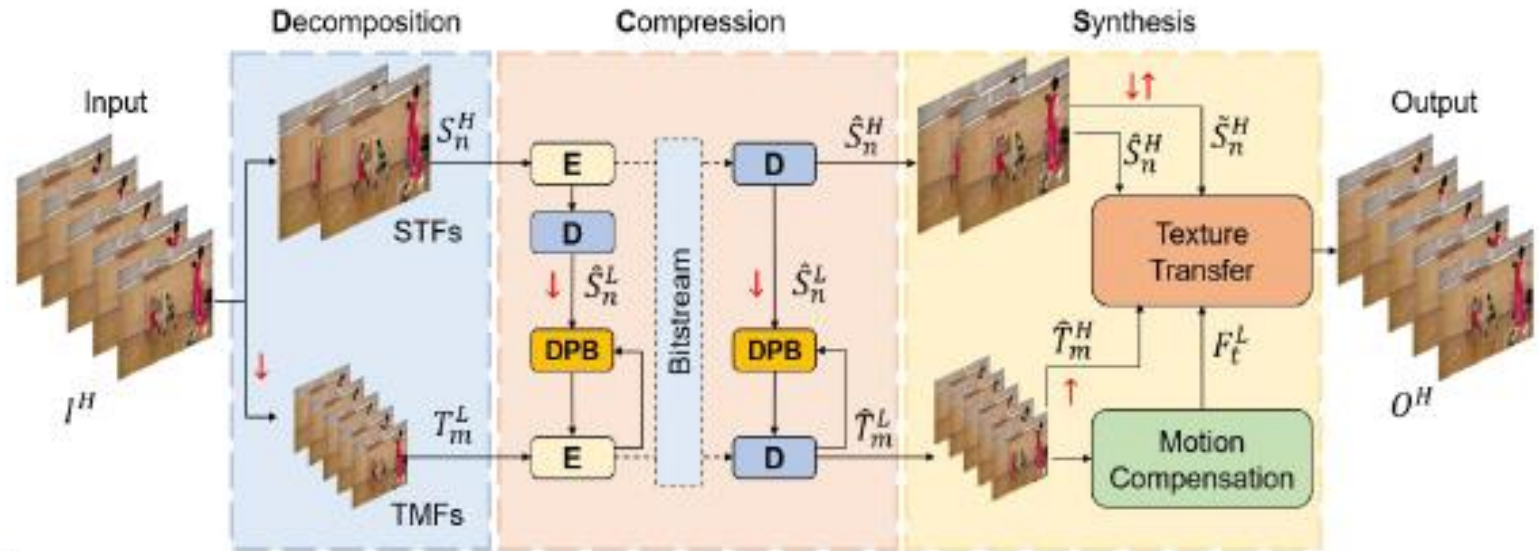 Decomposition
Compression
Synthesis
Input
Output
S_n^H
E
D
Ŝ_n^H
↓↑
Ŝ_n^H
S̃_n^H
STFs
D
Texture
Transfer
↓
Ŝ_n^L
↓
Ŝ_n^L
Bitstream
DPB
DPB
T̂_m^H
F_t^L
↓
↑
I^H
T_m^L
T̂_m^L
O^H
E
D
Motion
Compensation
TMFs